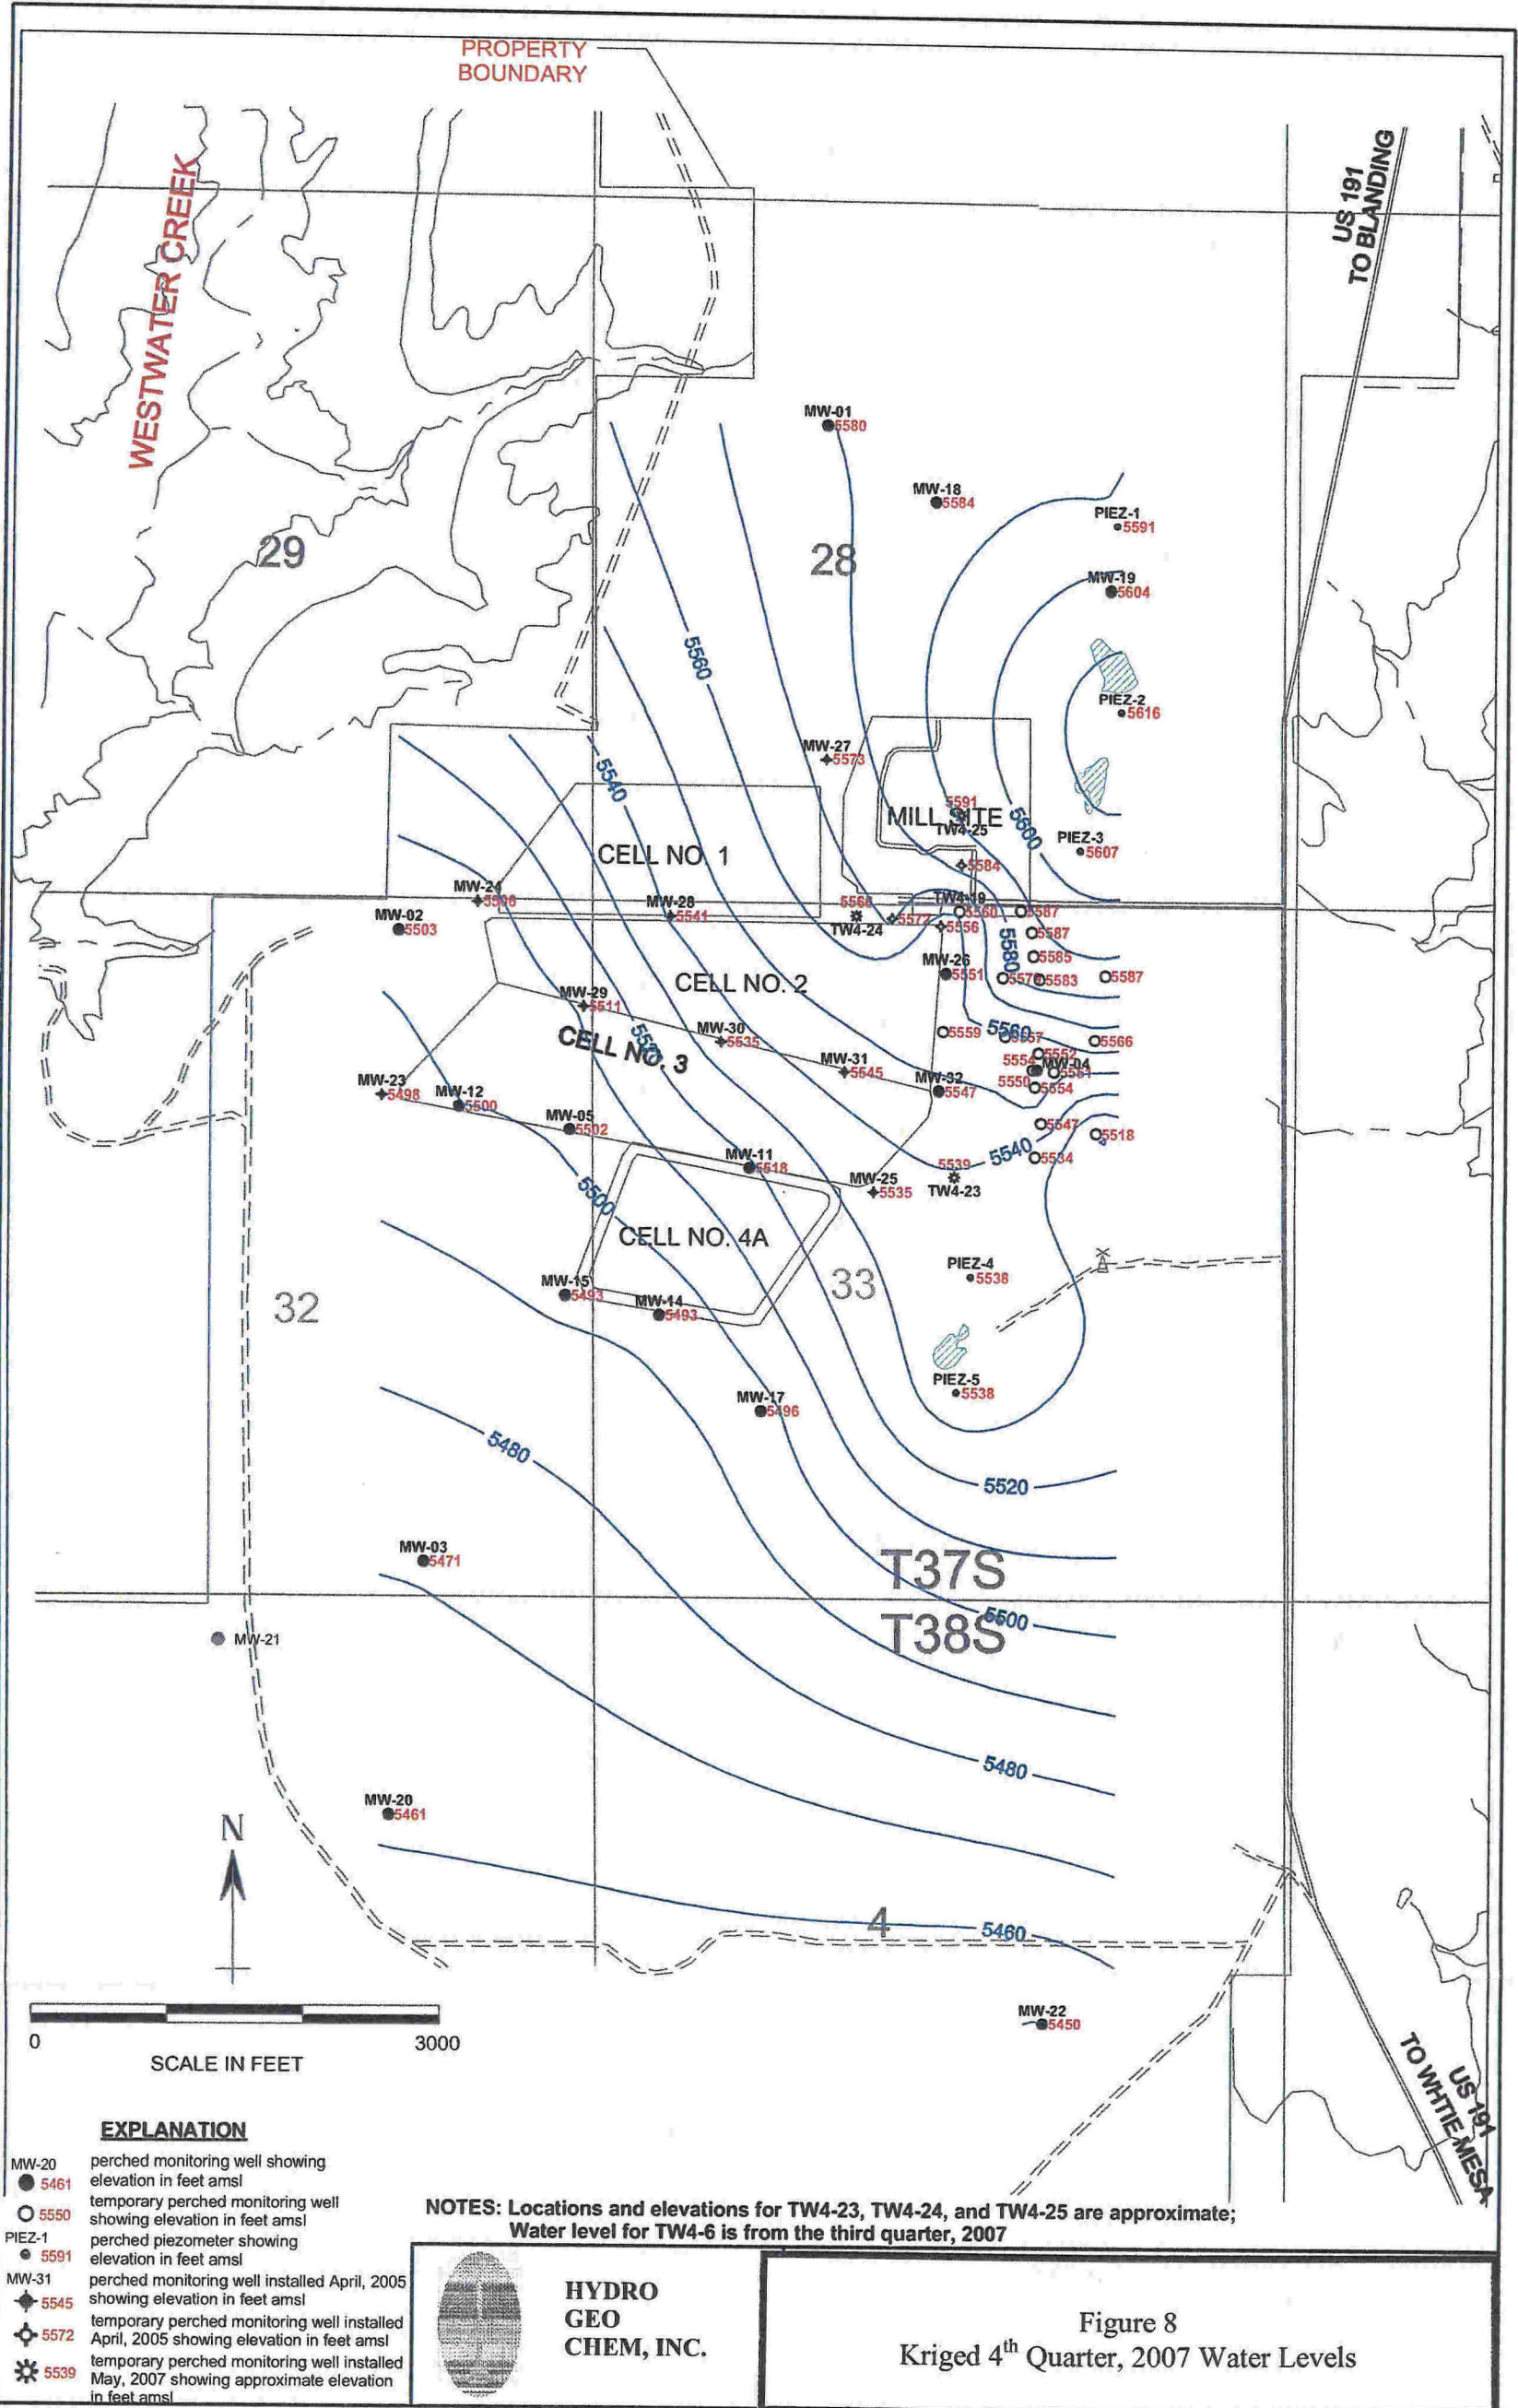 PROPERTY
BOUNDARY
WESTWATER CREEK
US 191
TO BLANDING
MW-01
5580
MW-18
5584
PIEZ-1
5591
29
28
MW-19
5604
5560
PIEZ-2
5616
MW-27
5573
5540
5591
MILL SITE
TW4-25
5600
PIEZ-3
5607
CELL NO. 1
5584
MW-24
MW-28
5541
5566
TW4-24
5572
TW4-19
5560
5587
5556
MW-02
5503
5587
5580
5585
MW-26
5551
5583
5587
CELL NO. 2
MW-29
5511
MW-30
5535
5559
5560
5566
CELL NO. 3
MW-31
5545
5552
5554
MW-04
MW-23
5498
MW-12
5500
MW-32
5547
5550
5554
MW-05
5502
5547
5518
MW-11
5518
5539
5540
5534
MW-25
5535
TW4-23
5500
CELL NO. 4A
PIEZ-4
5538
33
MW-15
5493
MW-14
5493
32
PIEZ-5
5538
MW-17
5496
5480
5520
MW-03
5471
T37S
5500
T38S
MW-21
5480
MW-20
5461
N
4
5460
MW-22
5450
0
3000
SCALE IN FEET
TO WHTIE MESA
US 191
EXPLANATION
MW-20
5461
perched monitoring well showing
elevation in feet amsl
5550
temporary perched monitoring well
showing elevation in feet amsl
PIEZ-1
5591
perched piezometer showing
elevation in feet amsl
MW-31
5545
perched monitoring well installed April, 2005
showing elevation in feet amsl
5572
temporary perched monitoring well installed
April, 2005 showing elevation in feet amsl
5539
temporary perched monitoring well installed
May, 2007 showing approximate elevation
in feet amsl
NOTES: Locations and elevations for TW4-23, TW4-24, and TW4-25 are approximate;
Water level for TW4-6 is from the third quarter, 2007
HYDRO
GEO
CHEM, INC.
Figure 8
Kriged 4th Quarter, 2007 Water Levels